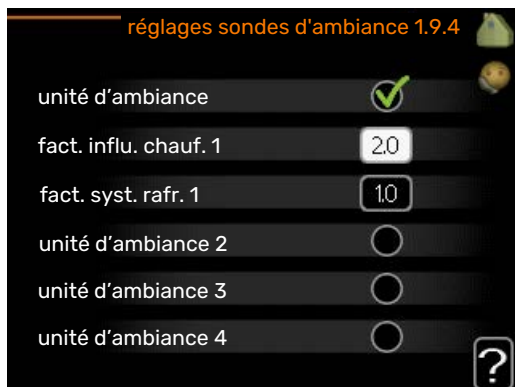 réglages sondes d'ambiance 1.9.4
unité d'ambiance
fact. influ. chauf. 1 2.0
fact. syst. rafr. 1 1.0
unité d'ambiance 2
unité d'ambiance 3
unité d'ambiance 4
?